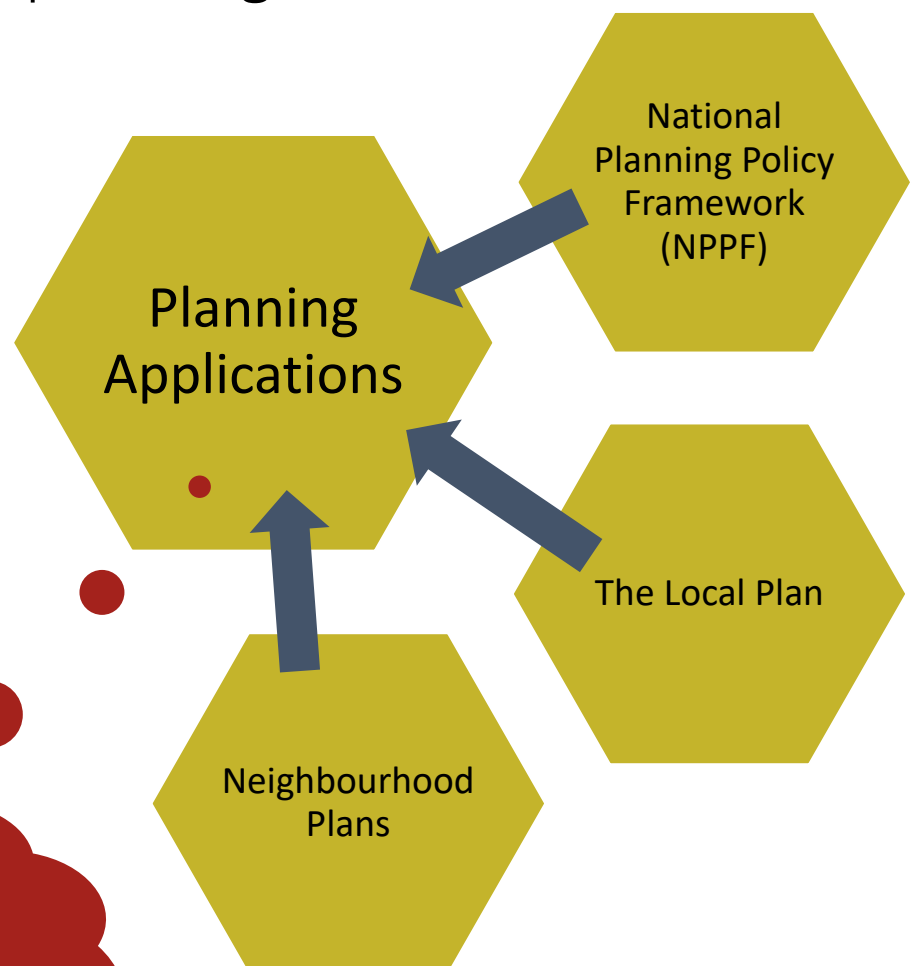 National
Planning Policy
Framework
(NPPF)
Planning
Applications
The Local Plan
Neighbourhood
Plans